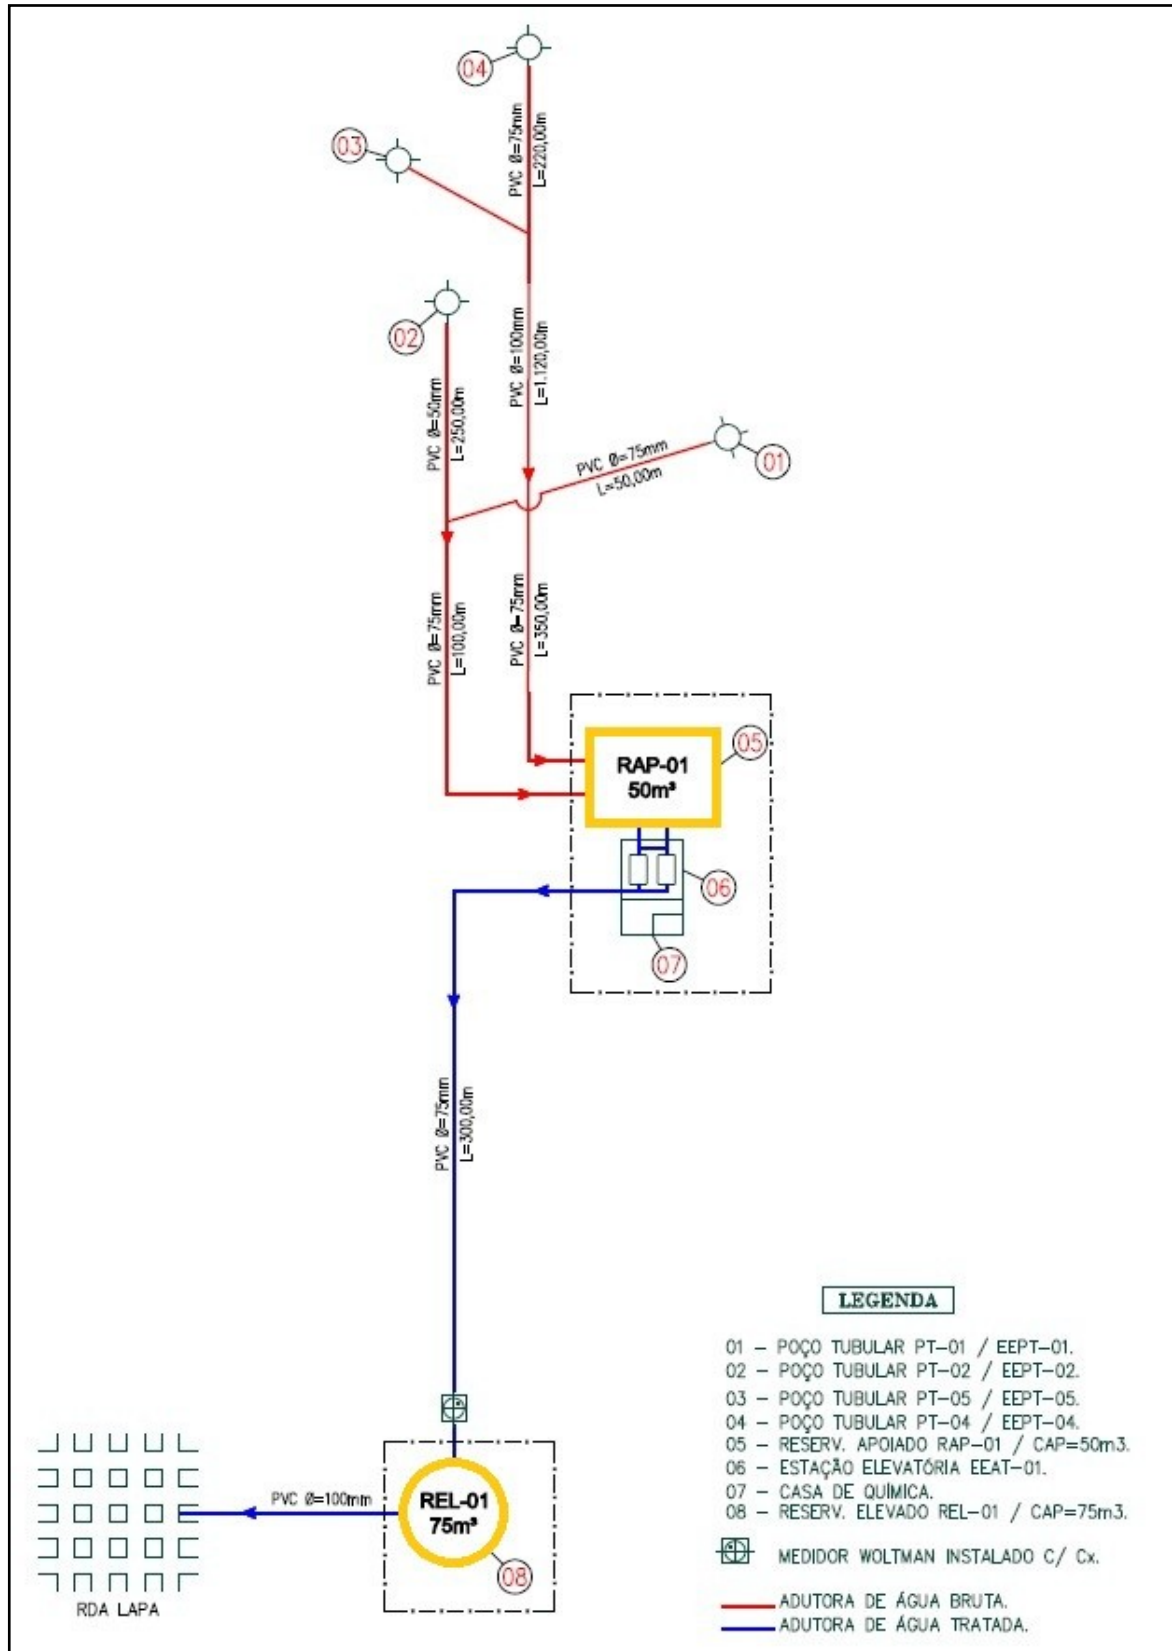 04
PVC Ø=75mm
L=220,00m
03
02
PVC Ø=100mm
L=1.120,00m
PVC Ø=50mm
L=250,00m
PVC Ø=75mm
L=50,00m
01
PVC Ø=75mm
L=100,00m
PVC Ø=75mm
L=350,00m
RAP-01
50m³
05
06
07
PVC Ø=75mm
L=300,00m
REL-01
75m³
08
PVC Ø=100mm
RDA LAPA
LEGENDA
01 – POÇO TUBULAR PT-01 / EEPT-01.
02 – POÇO TUBULAR PT-02 / EEPT-02.
03 – POÇO TUBULAR PT-05 / EEPT-05.
04 – POÇO TUBULAR PT-04 / EEPT-04.
05 – RESERV. APOIADO RAP-01 / CAP=50m3.
06 – ESTAÇÃO ELEVATÓRIA EEAT-01.
07 – CASA DE QUÍMICA.
08 – RESERV. ELEVADO REL-01 / CAP=75m3.
MEDIDOR WOLTMAN INSTALADO C/ Cx.
ADUTORA DE ÁGUA BRUTA.
ADUTORA DE ÁGUA TRATADA.